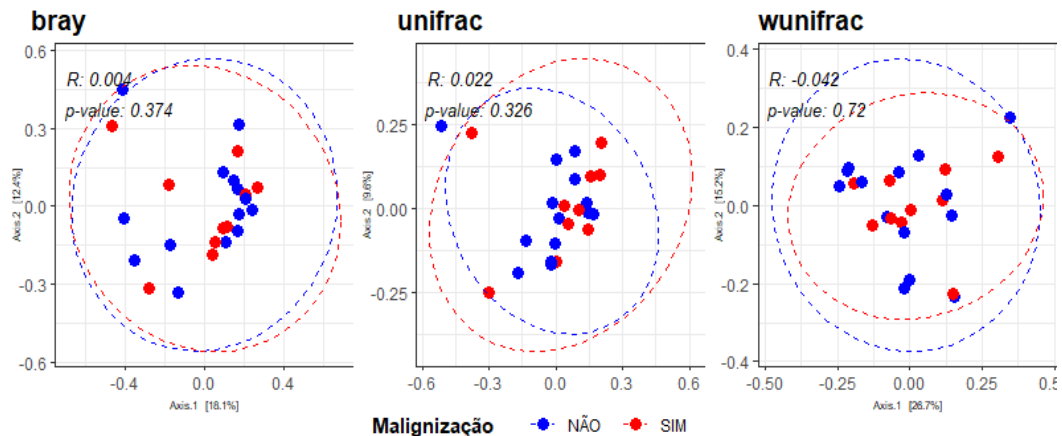 bray
unifrac
wunifrac
R: 0.004
p-value: 0.374
0.6
0.3
0.0
-0.3
-0.6
Axis.2 [12.4%]
-0.4
0.0
0.4
Axis.1 [18.1%]
R: 0.022
p-value: 0.326
0.25
0.00
-0.25
Axis.2 [9.6%]
-0.3
0.0
0.3
0.6
R: -0.042
p-value: 0.72
0.4
0.2
0.0
-0.2
-0.4
Axis.2 [15.2%]
-0.50
-0.25
0.00
0.25
0.5
Axis.1 [26.7%]
Malignização NÃO SIM